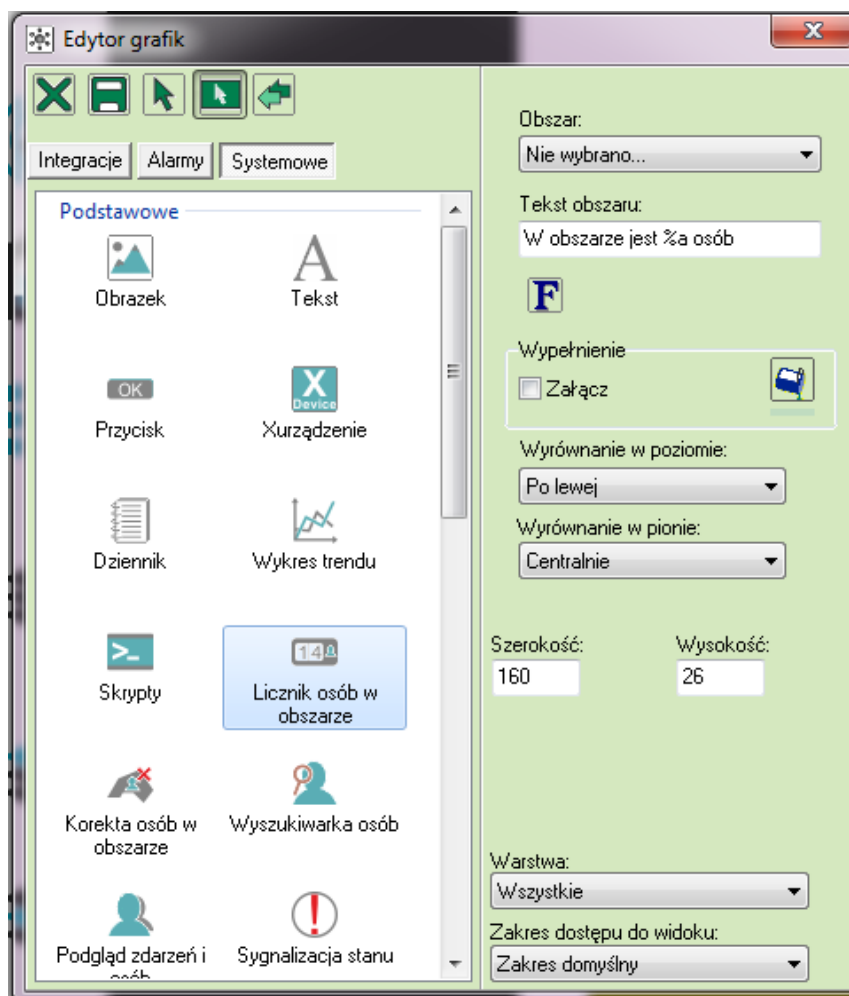 Edytor grafik
Integracje
Alarmy
Systemowe
Podstawowe
Obrazek
Tekst
OK
Przycisk
X
Device
Xurządzenie
Dziennik
Wykres trendu
Skrypty
14
Licznik osób w
obszarze
Korekta osób w
obszarze
Wyszukiwarka osób
Podgląd zdarzeń i
osób
Sygnalizacja stanu
Obszar:
Nie wybrano...
Tekst obszaru:
W obszarze jest %a osób
F
Wypełnienie
Załącz
Wyrównanie w poziomie:
Po lewej
Wyrównanie w pionie:
Centralnie
Szerokość:
Wysokość:
160
26
Warstwa:
Wszystkie
Zakres dostępu do widoku:
Zakres domyślny